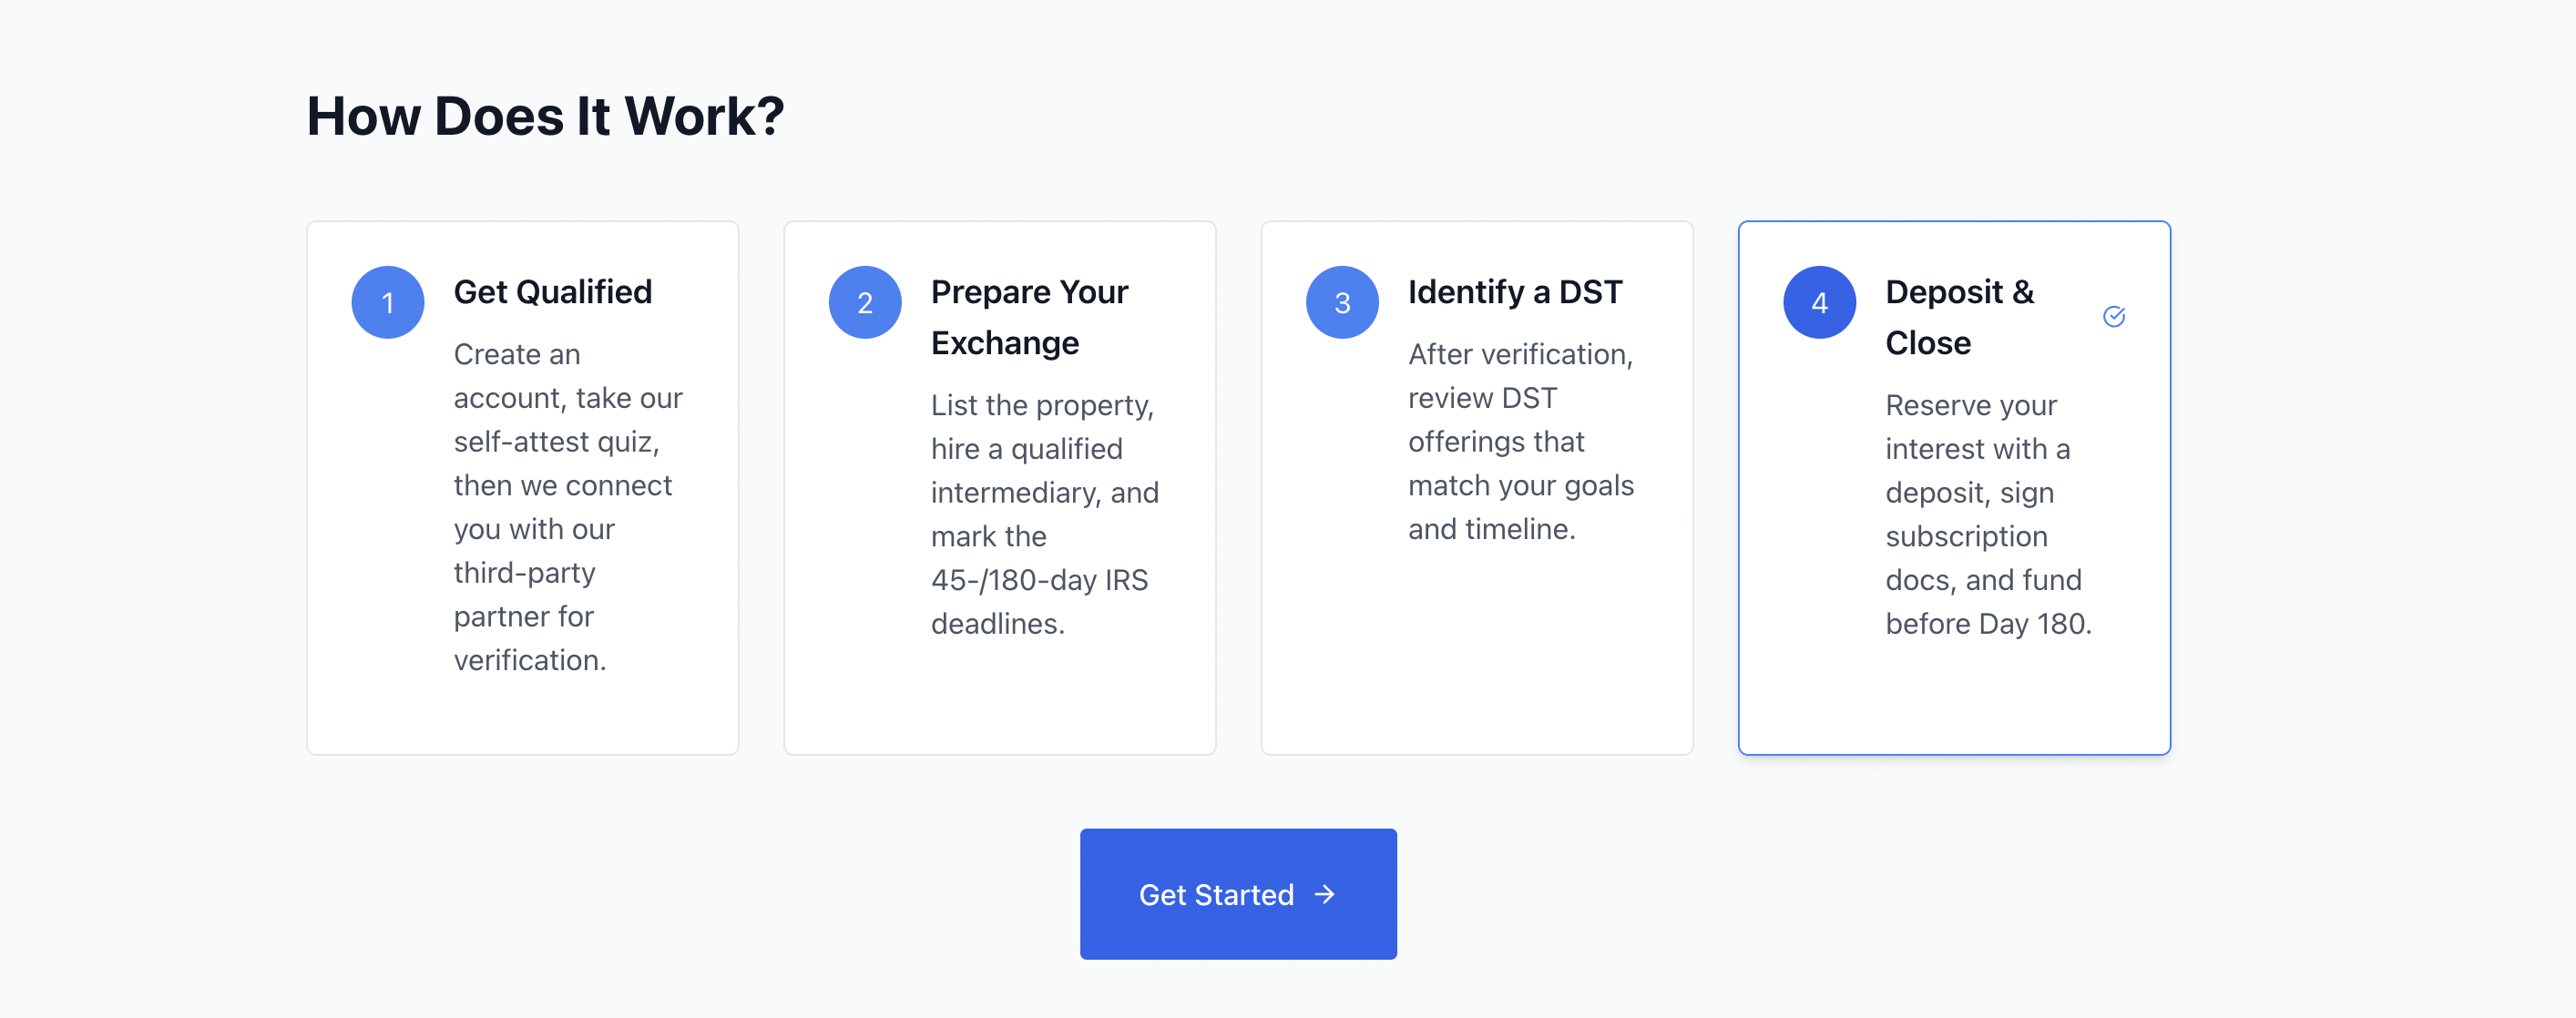 How Does It Work?
1
Get Qualified
Create an
account, take our
self-attest quiz,
then we connect
you with our
third-party
partner for
verification.
2
Prepare Your
Exchange
List the property,
hire a qualified
intermediary, and
mark the
45-/180-day IRS
deadlines.
3
Identify a DST
After verification,
review DST
offerings that
match your goals
and timeline.
4
Deposit &
Close
Reserve your
interest with a
deposit, sign
subscription
docs, and fund
before Day 180.
Get Started →